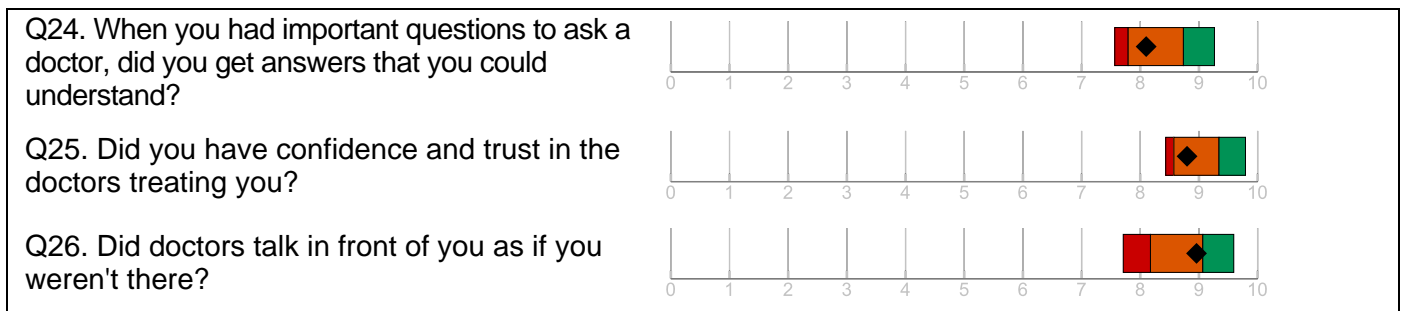 Q24. When you had important questions to ask a
doctor, did you get answers that you could
understand?
0 1 2 3 4 5 6 7 8 9 10
Q25. Did you have confidence and trust in the
doctors treating you?
0 1 2 3 4 5 6 7 8 9 10
Q26. Did doctors talk in front of you as if you
weren't there?
0 1 2 3 4 5 6 7 8 9 10